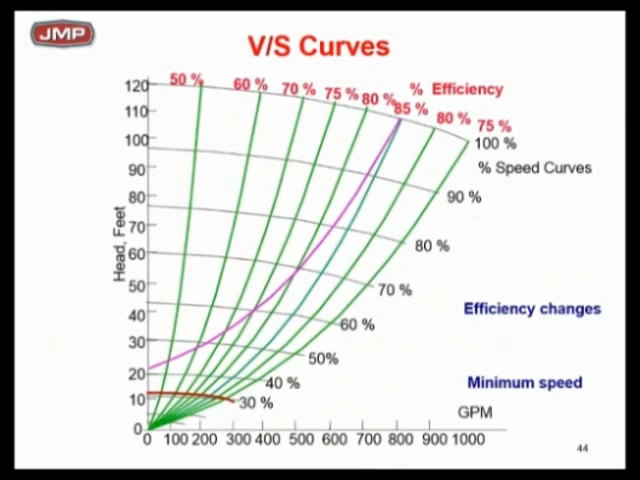 JMP
V/S Curves
50 % 60 % 70 % 75 % 80 % 85 % 80 % 75 %
% Efficiency
100 %
% Speed Curves
90 %
80 %
70 %
60 %
50%
40 %
30 %
Head, Feet
120
110
100
90
80
70
60
50
40
30
20
10
0
0 100 200 300 400 500 600 700 800 900 1000
GPM
Efficiency changes
Minimum speed
44